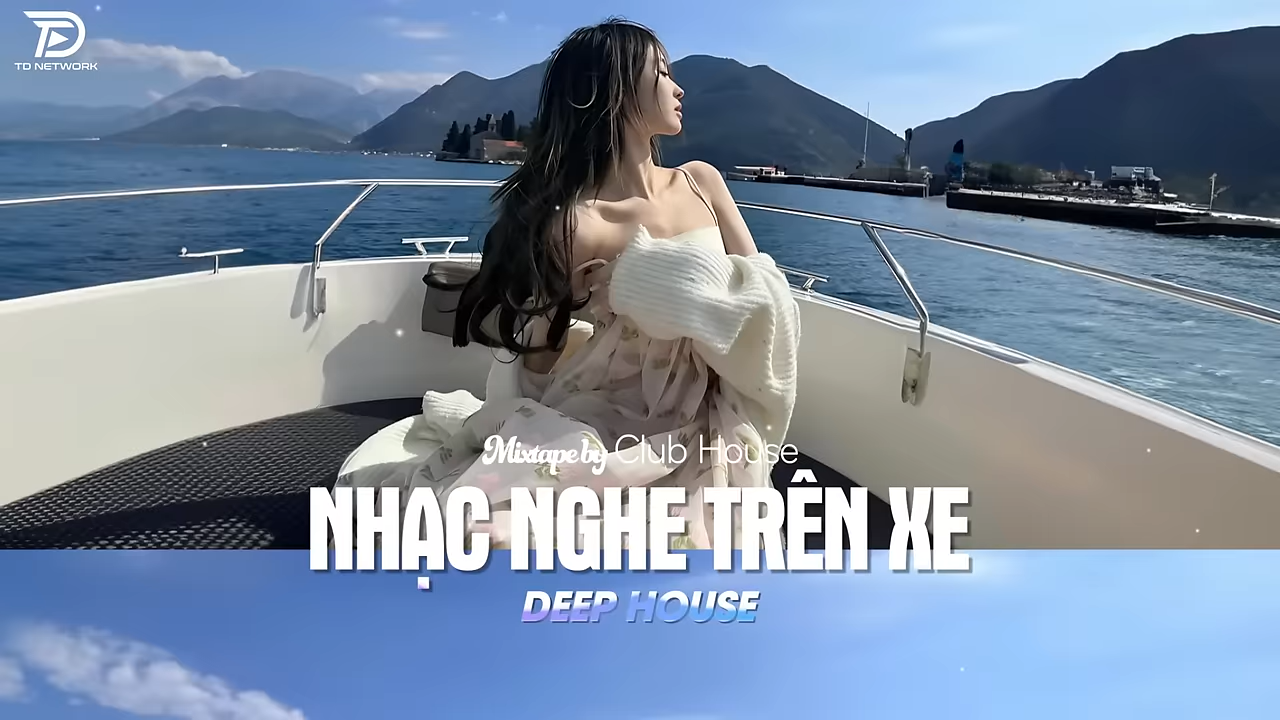 TD NETWORK
Mixtape by Club House
NHẠC NGHE TRÊN XE
DEEP HOUSE